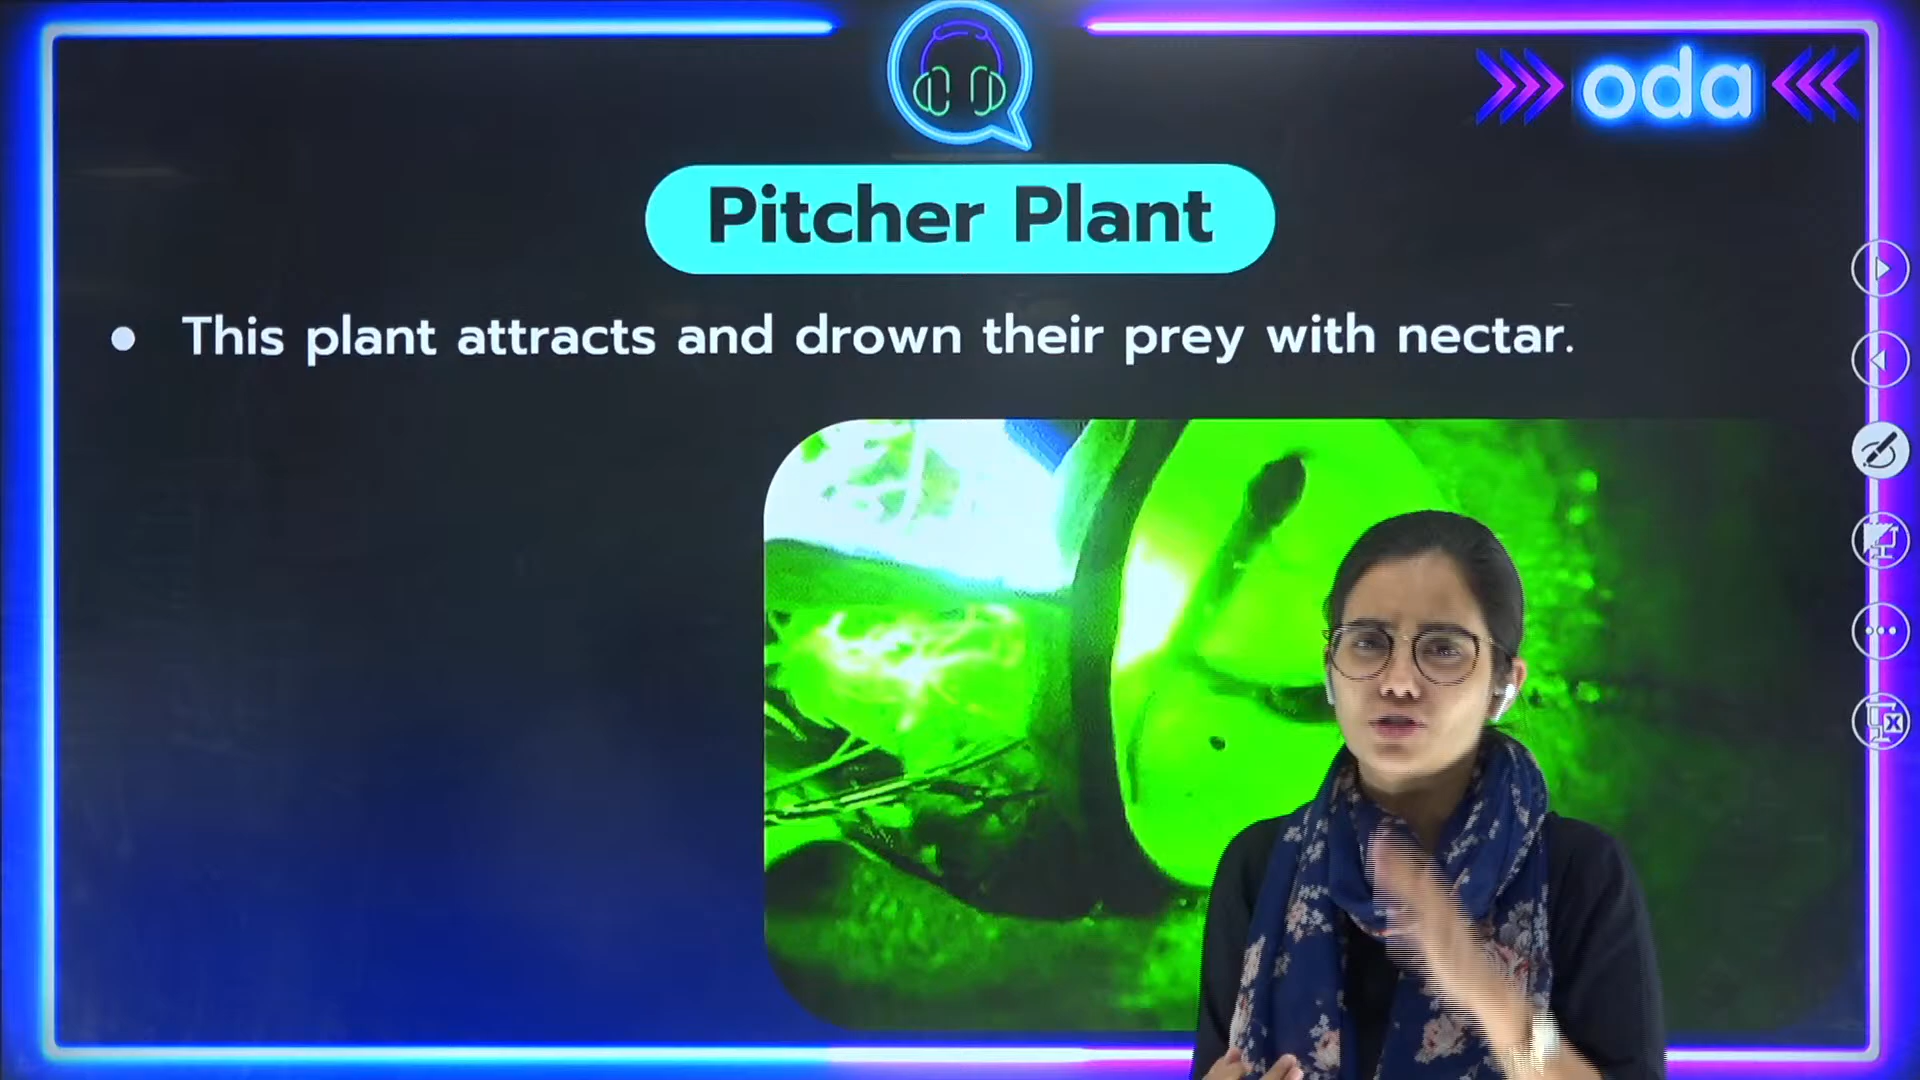 oda
Pitcher Plant
This plant attracts and drown their prey with nectar.